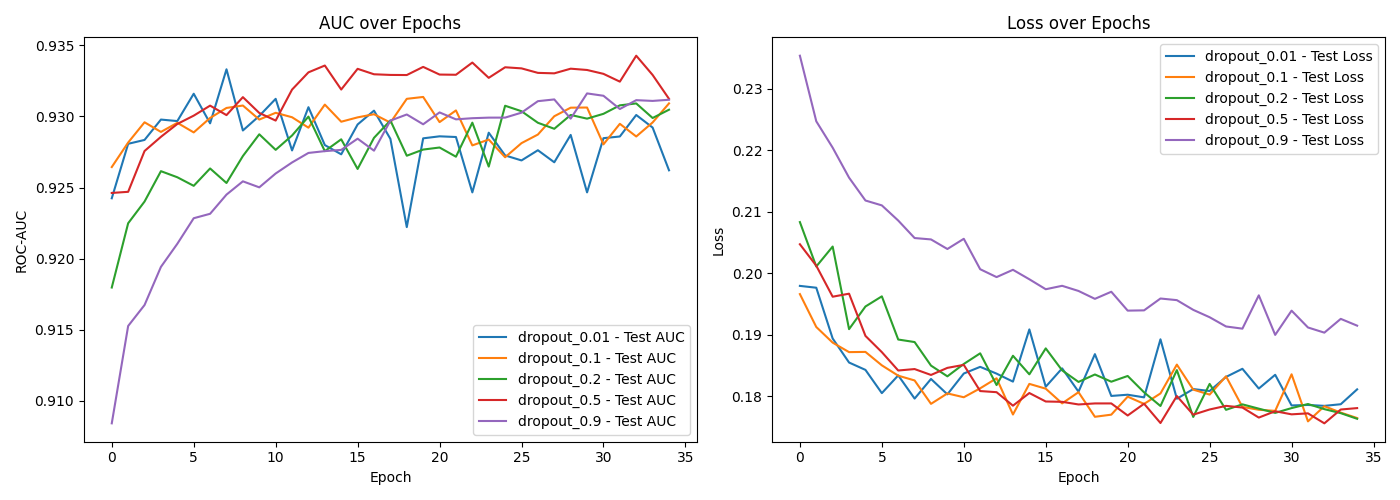 AUC over Epochs
0.935
0.930
0.925
0.920
0.915
0.910
ROC-AUC
0
5
10
15
20
25
30
35
Epoch
dropout_0.01 - Test AUC
dropout_0.1 - Test AUC
dropout_0.2 - Test AUC
dropout_0.5 - Test AUC
dropout_0.9 - Test AUC
Loss over Epochs
0.23
0.22
0.21
0.20
0.19
0.18
Loss
0
5
10
15
20
25
30
35
Epoch
dropout_0.01 - Test Loss
dropout_0.1 - Test Loss
dropout_0.2 - Test Loss
dropout_0.5 - Test Loss
dropout_0.9 - Test Loss